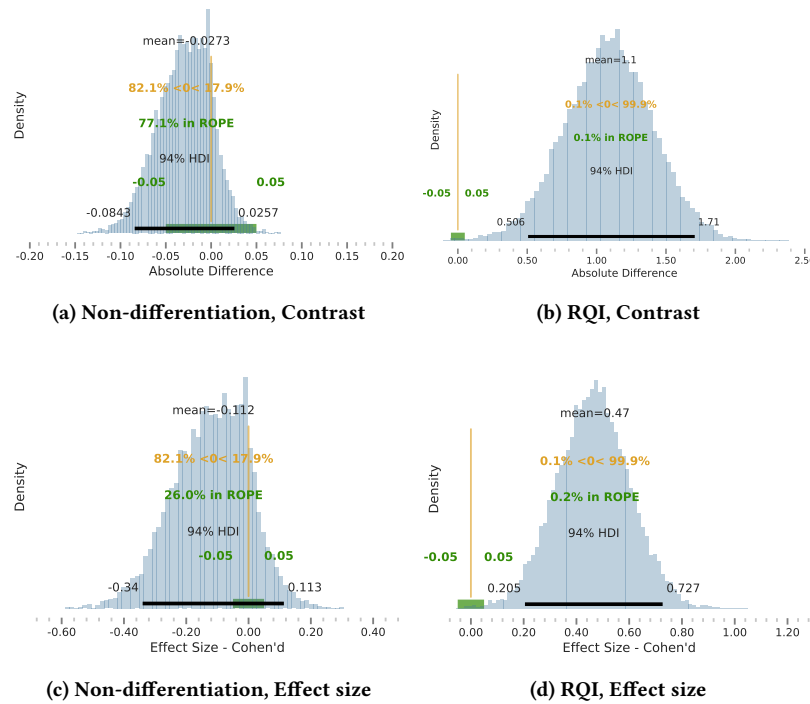 mean=-0.0273
82.1% <0< 17.9%
77.1% in ROPE
94% HDI
-0.05 0.05
-0.0843 0.0257
Density
-0.20 -0.15 -0.10 -0.05 0.00 0.05 0.10 0.15 0.20
Absolute Difference
(a) Non-differentiation, Contrast
mean=1.1
0.1% <0< 99.9%
0.1% in ROPE
94% HDI
-0.05 0.05
0.506 1.71
Density
0.00 0.50 1.00 1.50 2.00 2.50
Absolute Difference
(b) RQI, Contrast
mean=-0.112
82.1% <0< 17.9%
26.0% in ROPE
94% HDI
-0.05 0.05
-0.34 0.113
Density
-0.60 -0.40 -0.20 0.00 0.20 0.40
Effect Size - Cohen'd
(c) Non-differentiation, Effect size
mean=0.47
0.1% <0< 99.9%
0.2% in ROPE
94% HDI
-0.05 0.05
0.205 0.727
Density
0.00 0.20 0.40 0.60 0.80 1.00 1.20
Effect Size - Cohen'd
(d) RQI, Effect size